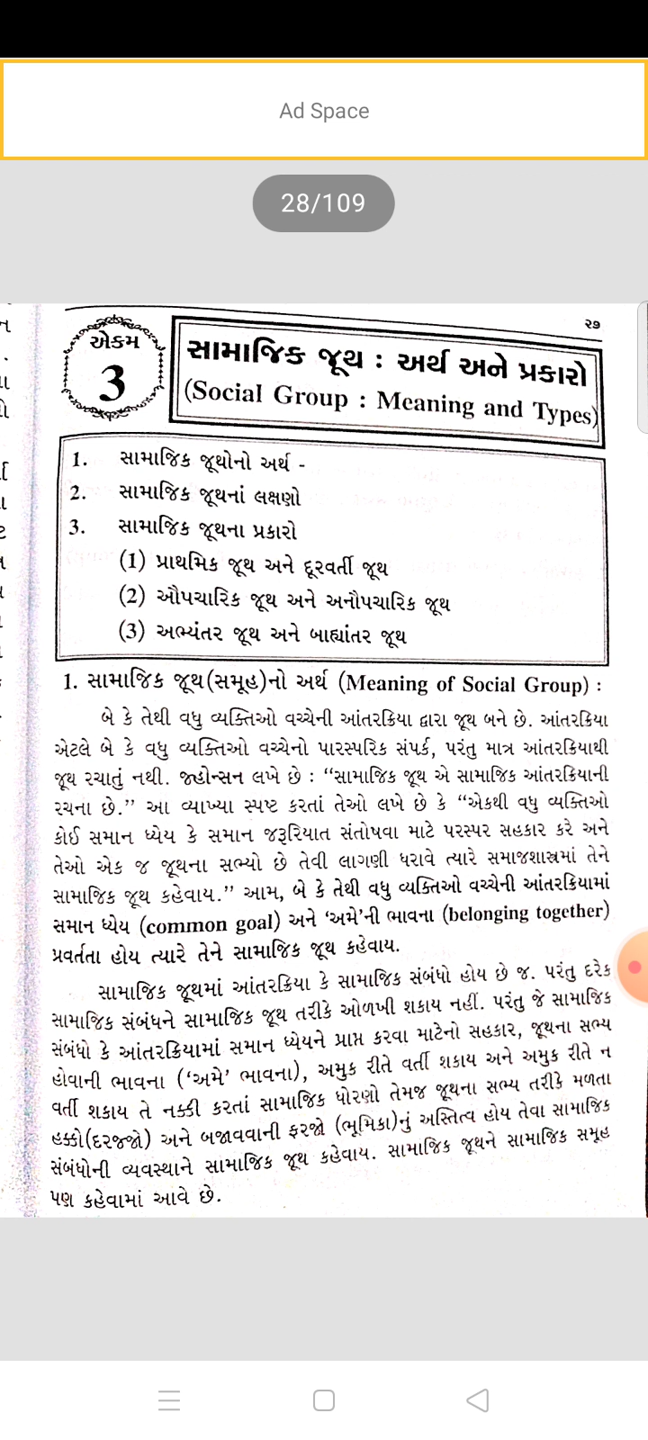 Ad Space
28/109
૨૭
એકમ
3
સામાજિક જૂથ : અર્થ અને પ્રકારો
(Social Group : Meaning and Types)
1. સામાજિક જૂથોનો અર્થ -
2. સામાજિક જૂથનાં લક્ષણો
3. સામાજિક જૂથના પ્રકારો
(1) પ્રાથમિક જૂથ અને દૂરવર્તી જૂથ
(2) ઔપચારિક જૂથ અને અનૌપચારિક જૂથ
(3) અભ્યંતર જૂથ અને બાહ્યાંતર જૂથ
1. સામાજિક જૂથ(સમૂહ)નો અર્થ (Meaning of Social Group) :
બે કે તેથી વધુ વ્યક્તિઓ વચ્ચેની આંતરક્રિયા દ્વારા જૂથ બને છે. આંતરક્રિયા
એટલે બે કે વધુ વ્યક્તિઓ વચ્ચેનો પારસ્પરિક સંપર્ક, પરંતુ માત્ર આંતરક્રિયાથી
જૂથ રચાતું નથી. જ્હોન્સન લખે છે : “સામાજિક જૂથ એ સામાજિક આંતરક્રિયાની
રચના છે.” આ વ્યાખ્યા સ્પષ્ટ કરતાં તેઓ લખે છે કે “એકથી વધુ વ્યક્તિઓ
કોઈ સમાન ધ્યેય કે સમાન જરૂરિયાત સંતોષવા માટે પરસ્પર સહકાર કરે અને
તેઓ એક જ જૂથના સભ્યો છે તેવી લાગણી ધરાવે ત્યારે સમાજશાસ્ત્રમાં તેને
સામાજિક જૂથ કહેવાય.” આમ, બે કે તેથી વધુ વ્યક્તિઓ વચ્ચેની આંતરક્રિયામાં
સમાન ધ્યેય (common goal) અને ‘અમે’ની ભાવના (belonging together)
પ્રવર્તતા હોય ત્યારે તેને સામાજિક જૂથ કહેવાય.
સામાજિક જૂથમાં આંતરક્રિયા કે સામાજિક સંબંધો હોય છે જ. પરંતુ દરેક
સામાજિક સંબંધને સામાજિક જૂથ તરીકે ઓળખી શકાય નહીં. પરંતુ જે સામાજિક
સંબંધો કે આંતરક્રિયામાં સમાન ધ્યેયને પ્રાપ્ત કરવા માટેનો સહકાર, જૂથના સભ્ય
હોવાની ભાવના (‘અમે’ ભાવના), અમુક રીતે વર્તી શકાય અને અમુક રીતે ન
વર્તી શકાય તે નક્કી કરતાં સામાજિક ધોરણો તેમજ જૂથના સભ્ય તરીકે મળતા
હક્કો(દરજ્જો) અને બજાવવાની ફરજો (ભૂમિકા)નું અસ્તિત્વ હોય તેવા સામાજિક
સંબંધોની વ્યવસ્થાને સામાજિક જૂથ કહેવાય. સામાજિક જૂથને સામાજિક સમૂહ
પણ કહેવામાં આવે છે.